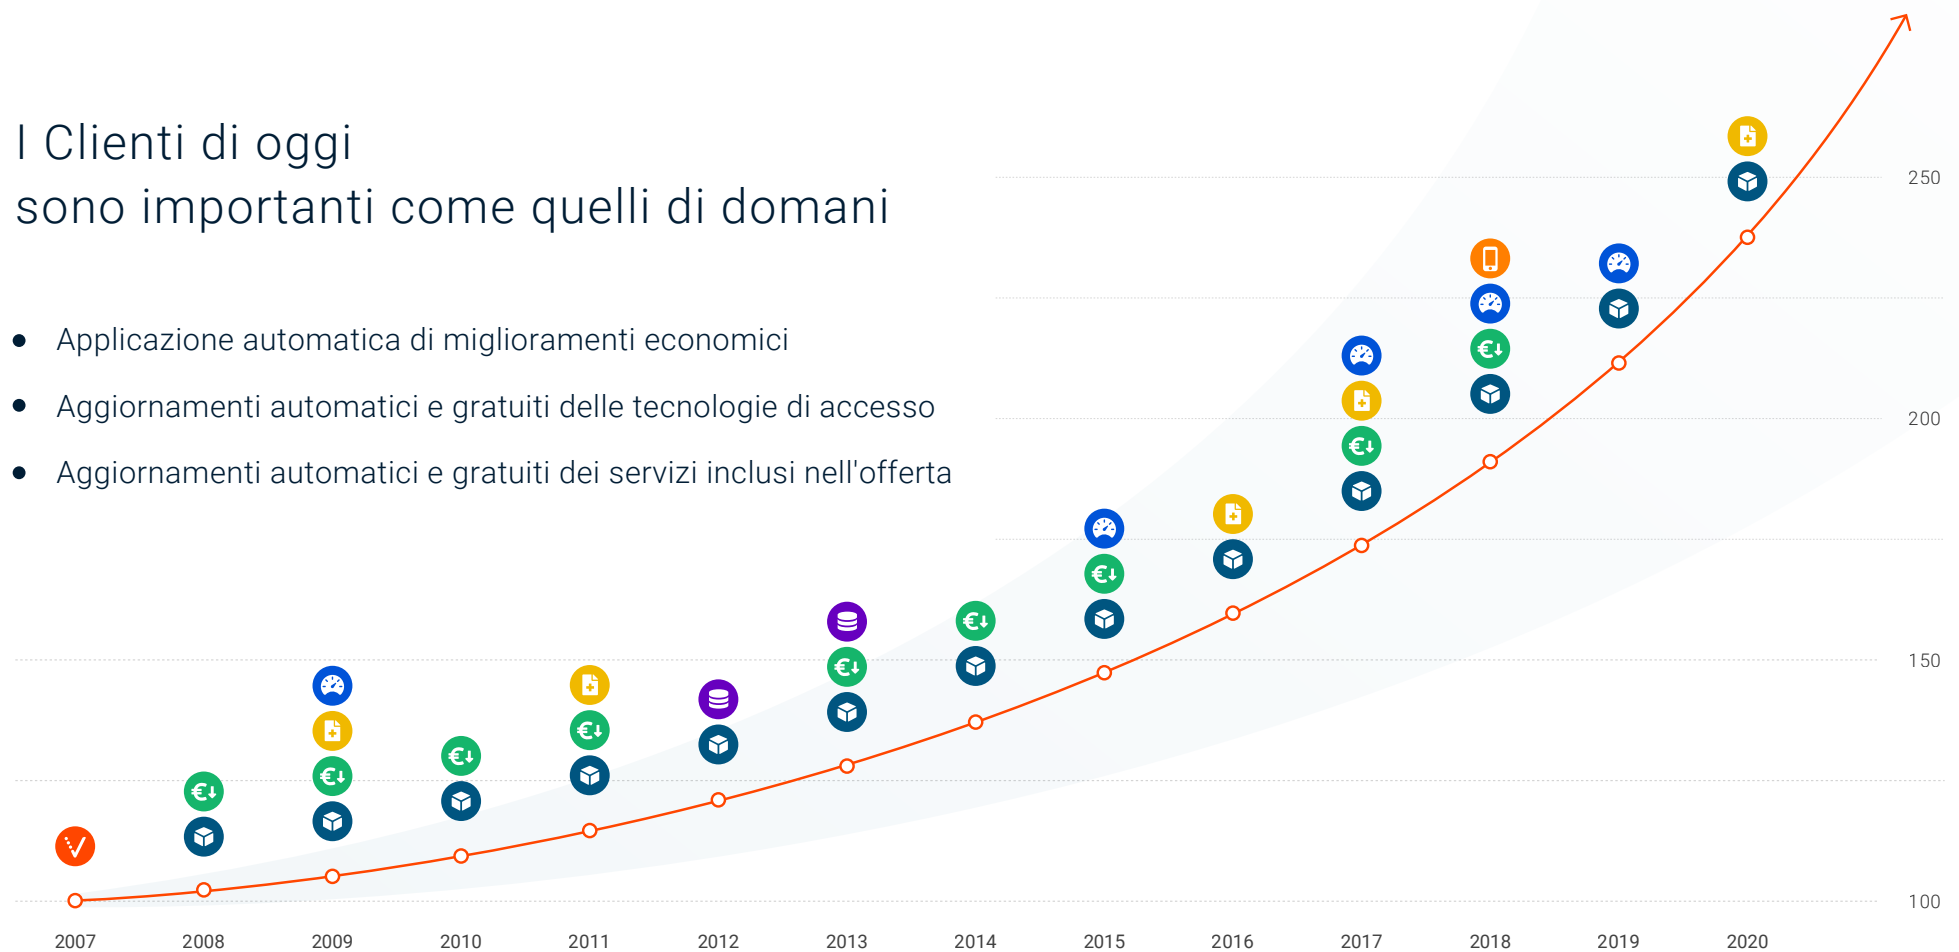 I Clienti di oggi
sono importanti come quelli di domani
Applicazione automatica di miglioramenti economici
Aggiornamenti automatici e gratuiti delle tecnologie di accesso
Aggiornamenti automatici e gratuiti dei servizi inclusi nell'offerta
250
200
150
100
2007 2008 2009 2010 2011 2012 2013 2014 2015 2016 2017 2018 2019 2020